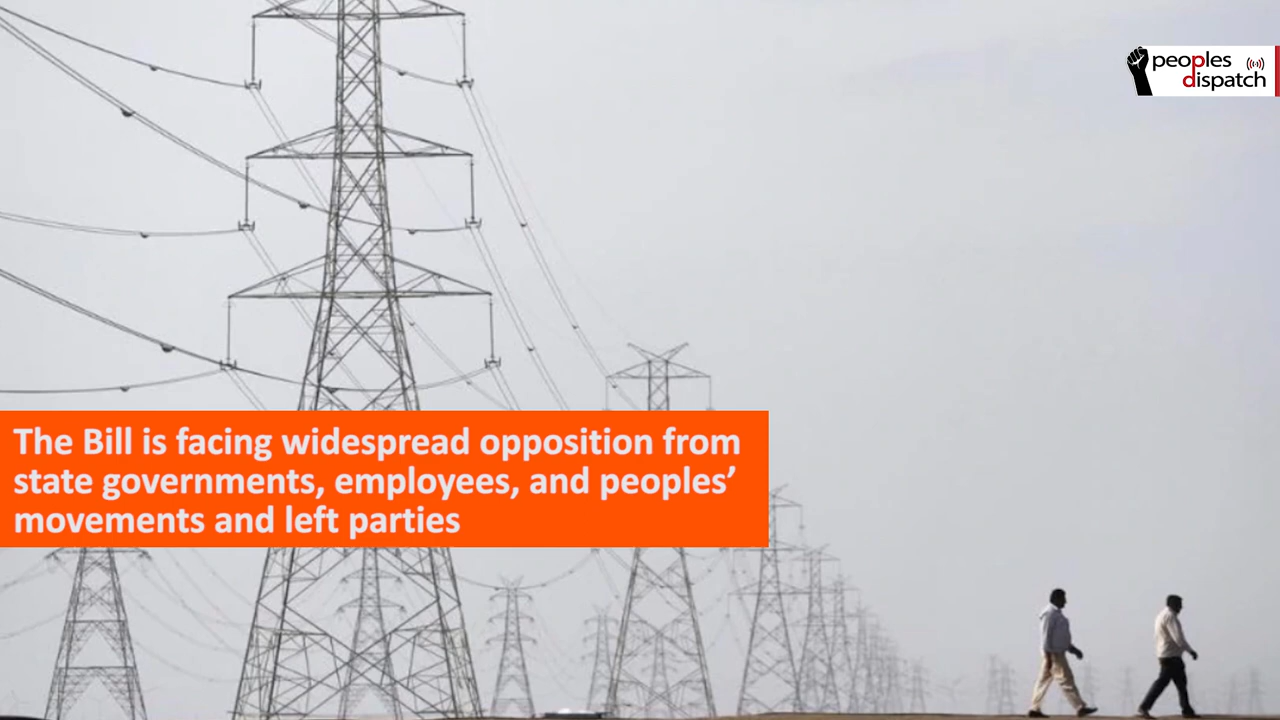 peoples
dispatch
The Bill is facing widespread opposition from
state governments, employees, and peoples’
movements and left parties